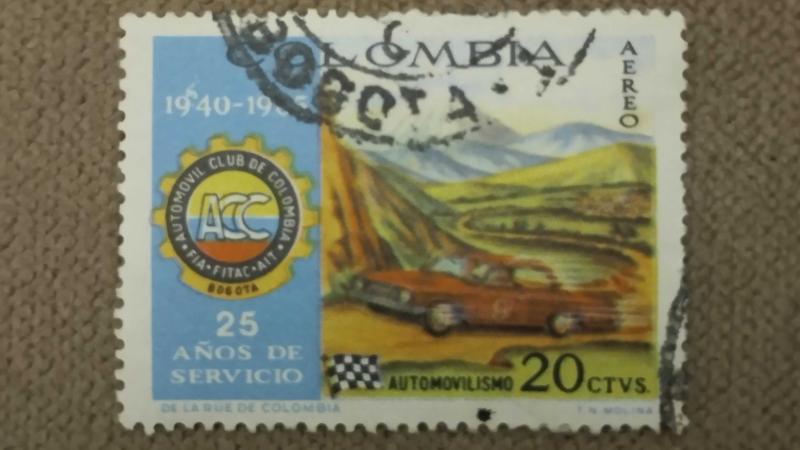 COLOMBIA
AEREO
BOGOTA
1940-1965
AUTOMOVIL CLUB DE COLOMBIA
ACC
FIA • FITAC • AIT
BOGOTA
25
AÑOS DE
SERVICIO
AUTOMOVILISMO 20 CTVS.
DE LA RUE DE COLOMBIA
T. N. MOLINA